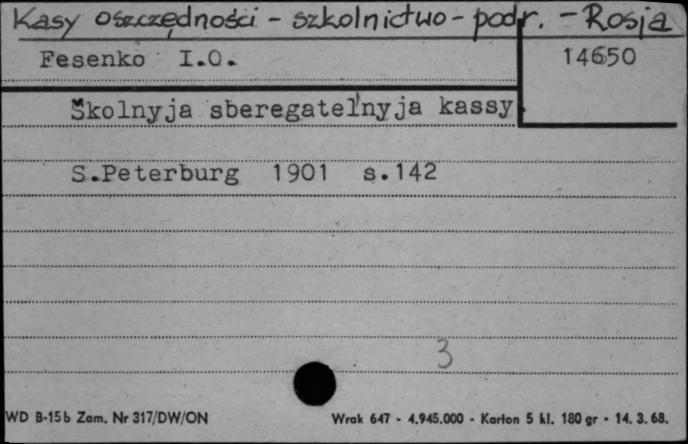 Kasy oszczędności - szkolnictwo - podr. - Rosja
Fesenko I.O.
14650
Školnyja sberegatel'nyja kassy
S.Peterburg 1901 s.142
3
WD B-15b Zam. Nr 317/DW/ON
Wrak 647 - 4.945.000 - Karton 5 kl. 180 gr - 14. 3. 68.